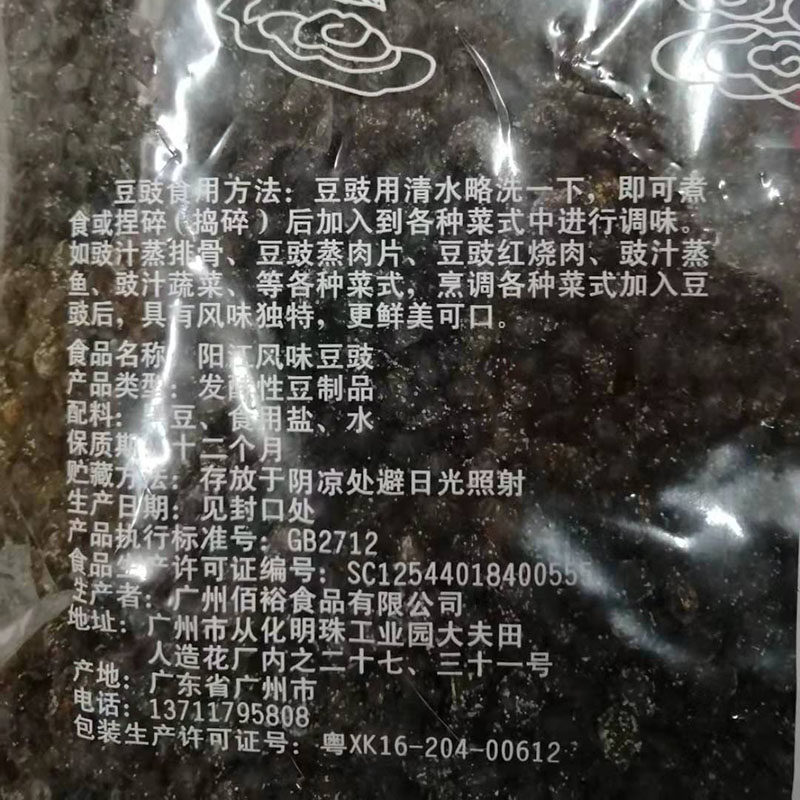 豆豉食用方法：豆豉用清水略洗一下，即可煮
食或捏碎（捣碎）后加入到各种菜式中进行调味。
如豉汁蒸排骨、豆豉蒸肉片、豆豉红烧肉、豉汁蒸
鱼、豉汁蔬菜、等各种菜式，烹调各种菜式加入豆
豉后，具有风味独特，更鲜美可口。
食品名称：阳江风味豆豉
产品类型：发酵性豆制品
配料：豆、食用盐、水
保质期：十二个月
贮藏方法：存放于阴凉处避日光照射
生产日期：见封口处
产品执行标准号：GB2712
食品生产许可证编号：SC12544018400555
生产者：广州佰裕食品有限公司
地址：广州市从化明珠工业园大夫田
人造花厂内之二十七、三十一号
产地：广东省广州市
电话：13711795808
包装生产许可证号：粤XK16-204-00612